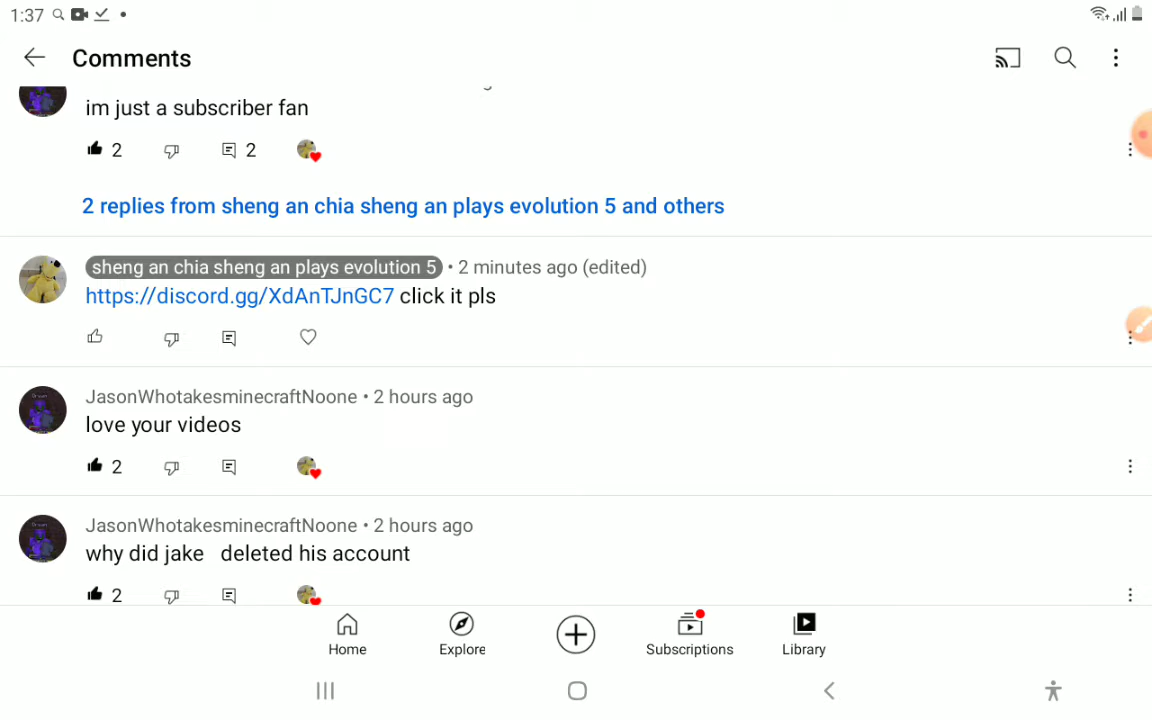 1:37
Comments
im just a subscriber fan
2 2
2 replies from sheng an chia sheng an plays evolution 5 and others
sheng an chia sheng an plays evolution 5 • 2 minutes ago (edited)
https://discord.gg/XdAnTJnGC7 click it pls
JasonWhotakesminecraftNoone • 2 hours ago
love your videos
2
JasonWhotakesminecraftNoone • 2 hours ago
why did jake deleted his account
2
Home Explore Subscriptions Library